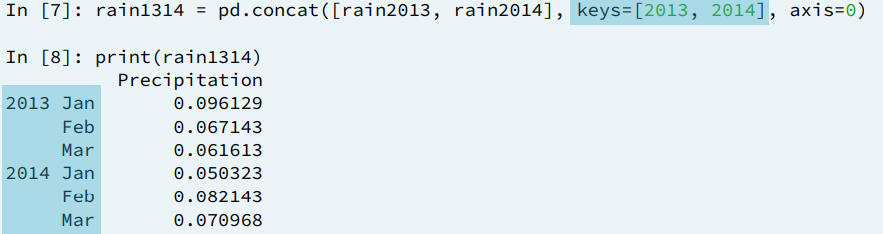 In [7]: rain1314 = pd.concat([rain2013, rain2014], keys=[2013, 2014], axis=0)
In [8]: print(rain1314)
Precipitation
2013 Jan 0.096129
Feb 0.067143
Mar 0.061613
2014 Jan 0.050323
Feb 0.082143
Mar 0.070968